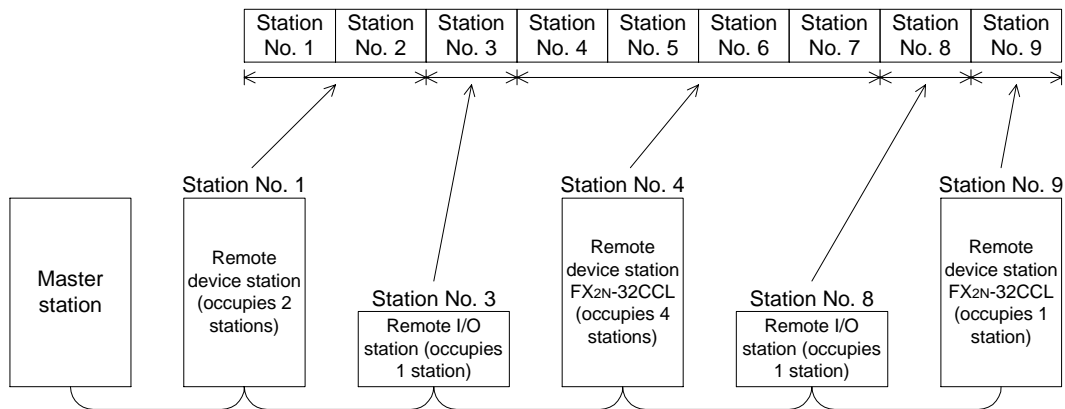 Station No. 1
Station No. 2
Station No. 3
Station No. 4
Station No. 5
Station No. 6
Station No. 7
Station No. 8
Station No. 9
Station No. 1
Station No. 4
Station No. 9
Master
station
Remote
device station
(occupies 2
stations)
Station No. 3
Remote I/O
station (occupies
1 station)
Remote
device station
FX2N-32CCL
(occupies 4
stations)
Station No. 8
Remote I/O
station (occupies
1 station)
Remote
device station
FX2N-32CCL
(occupies 1
station)